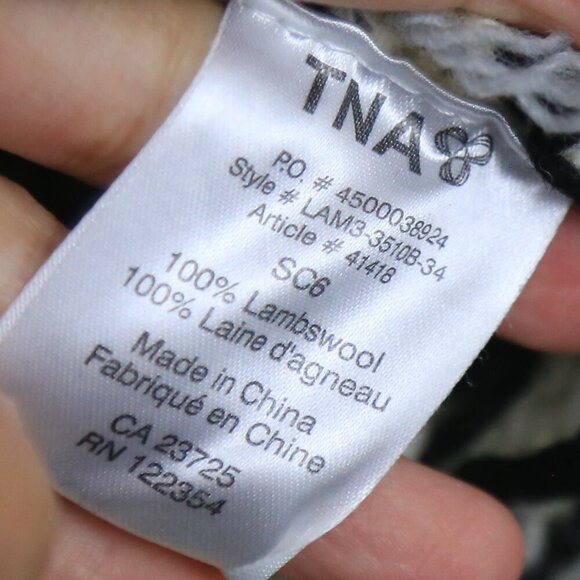 TNA
P.O. # 4500038924
Style # LAM3-3510B-34
Article # 41418
SC6
100% Lambswool
100% Laine d'agneau
Made in China
Fabriqué en Chine
CA 23725
RN 122354